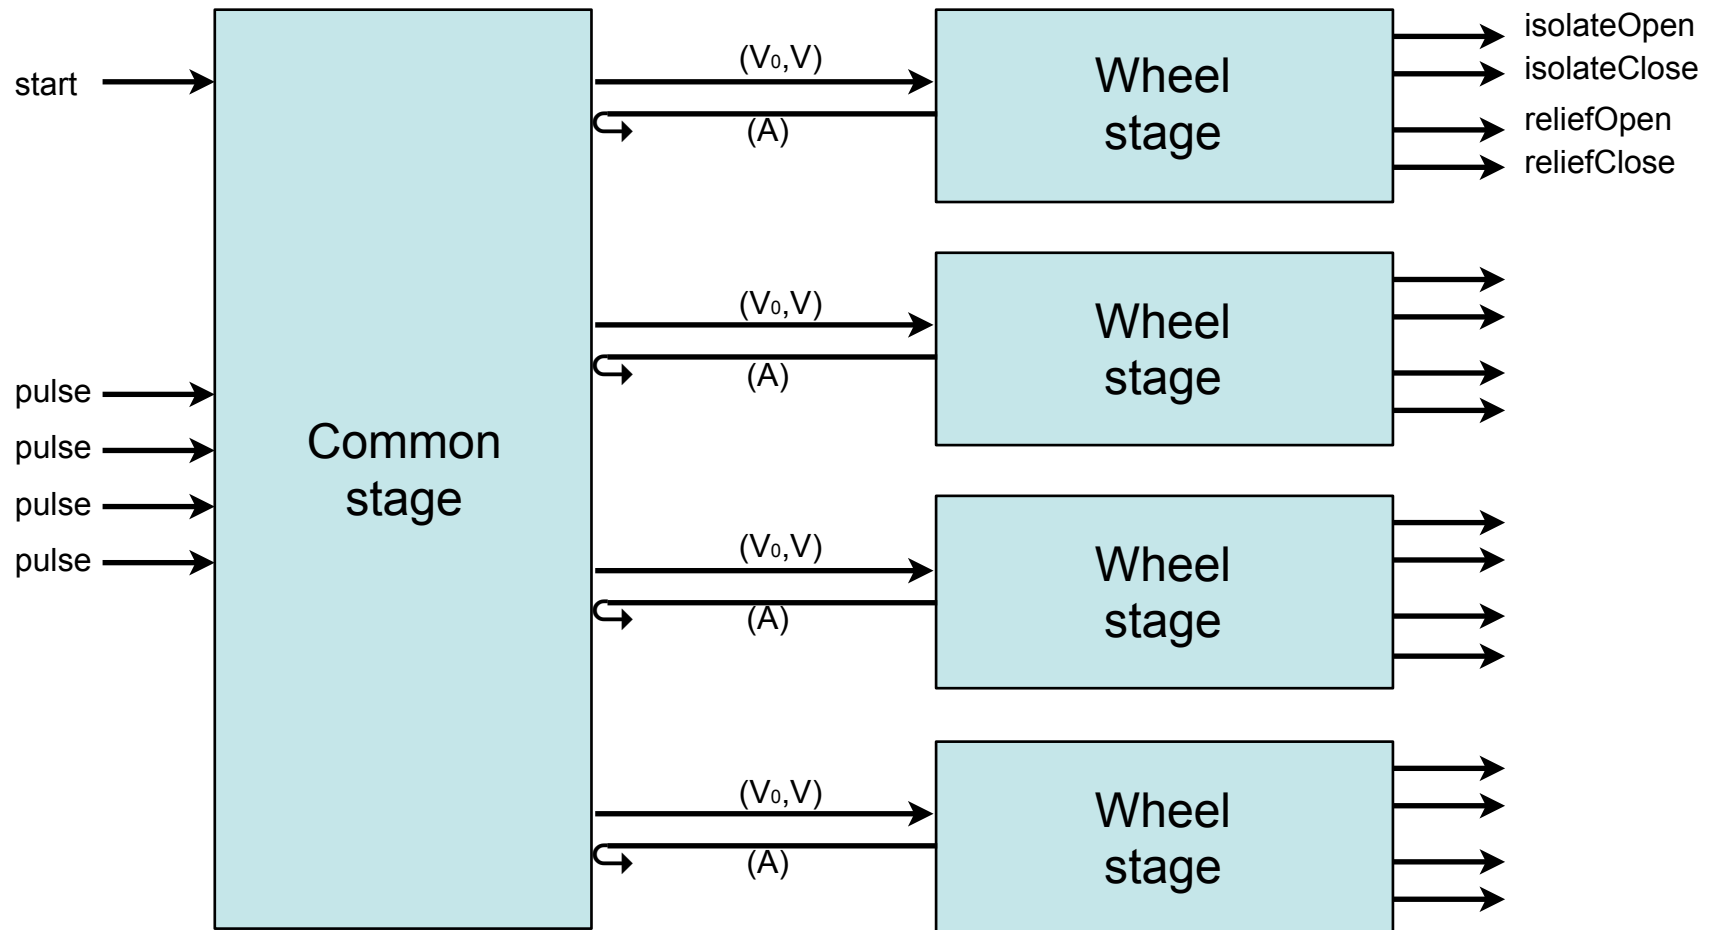 start
pulse
pulse
pulse
pulse
Common
stage
(V₀,V)
(A)
Wheel
stage
isolateOpen
isolateClose
reliefOpen
reliefClose
(V₀,V)
(A)
Wheel
stage
(V₀,V)
(A)
Wheel
stage
(V₀,V)
(A)
Wheel
stage